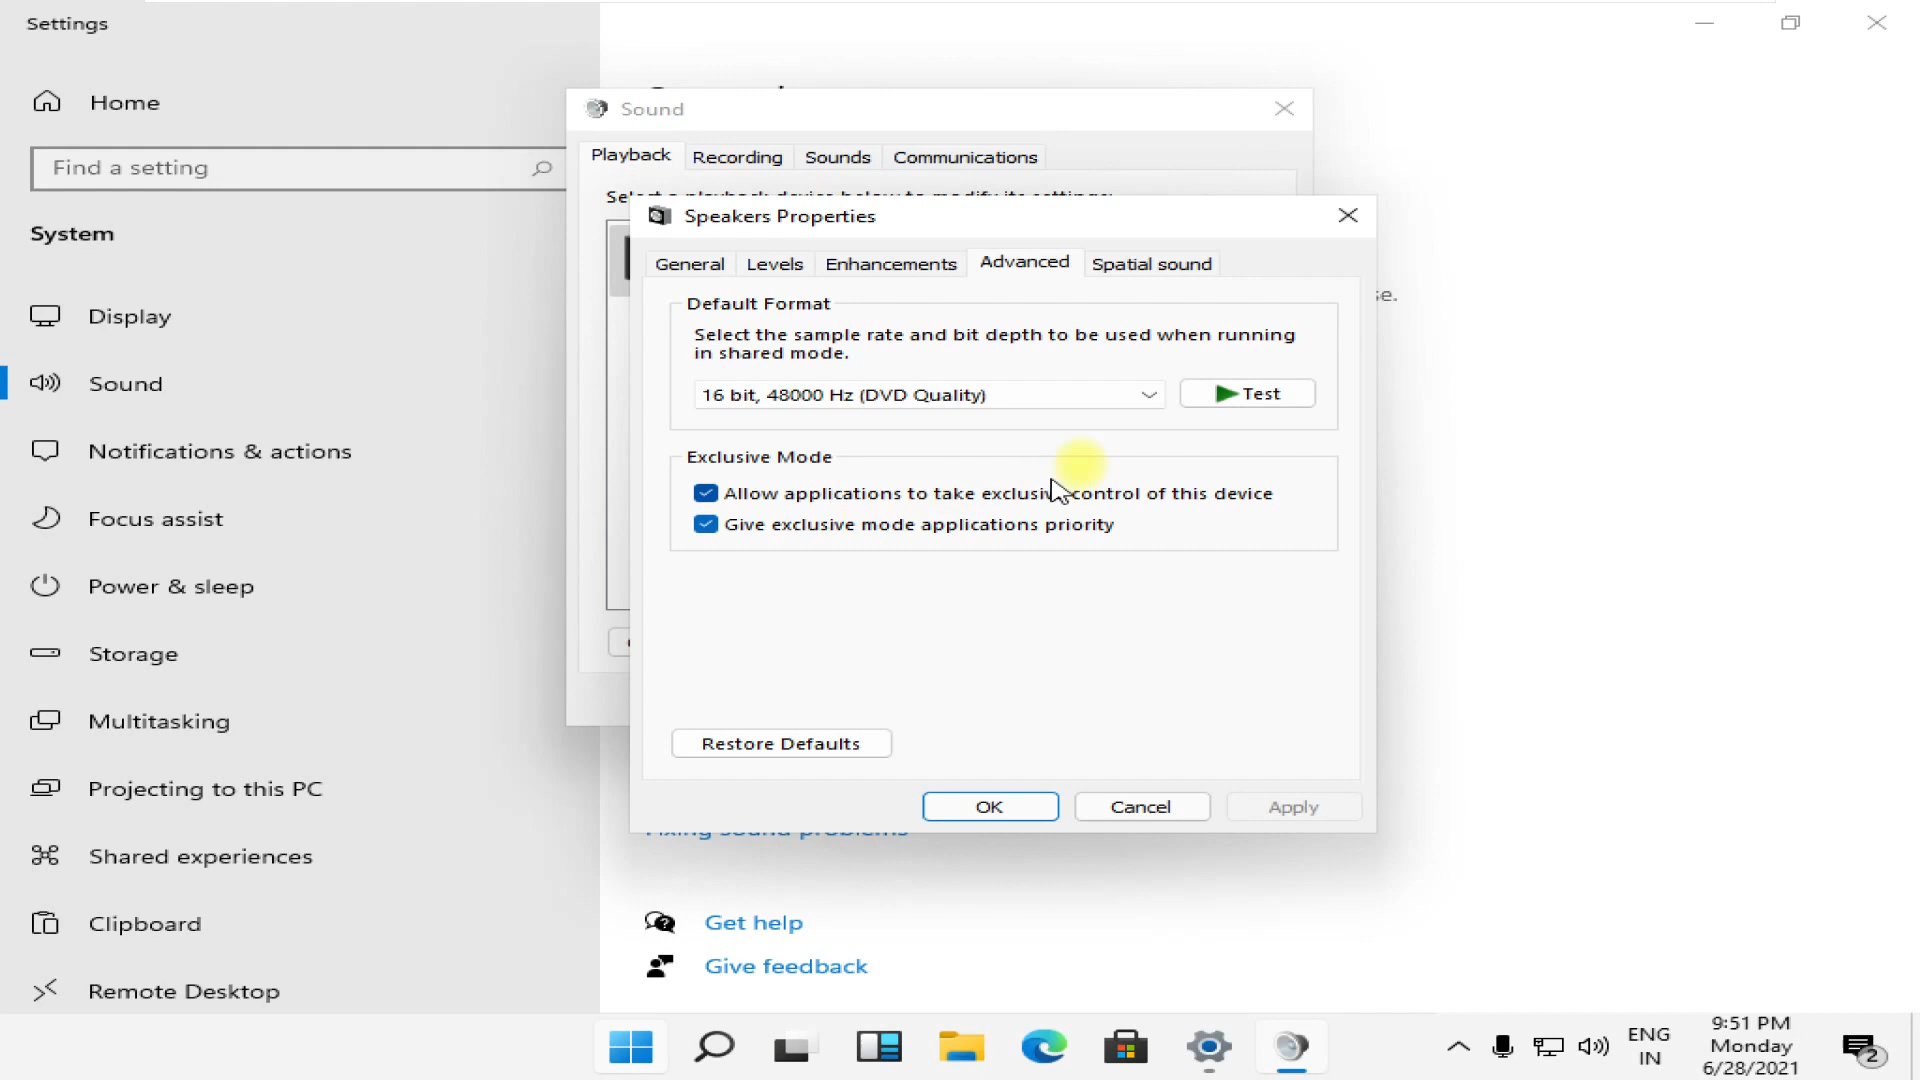 Settings
Home
Find a setting
System
Display
Sound
Notifications & actions
Focus assist
Power & sleep
Storage
Multitasking
Projecting to this PC
Shared experiences
Clipboard
Remote Desktop
Sound
Playback
Recording
Sounds
Communications
Select a playback device below to modify its settings:
Speakers Properties
General
Levels
Enhancements
Advanced
Spatial sound
Default Format
Select the sample rate and bit depth to be used when running
in shared mode.
16 bit, 48000 Hz (DVD Quality)
Test
Exclusive Mode
Allow applications to take exclusive control of this device
Give exclusive mode applications priority
Restore Defaults
OK
Cancel
Apply
se.
Fixing sound problems
Get help
Give feedback
ENG
IN
9:51 PM
Monday
6/28/2021
2